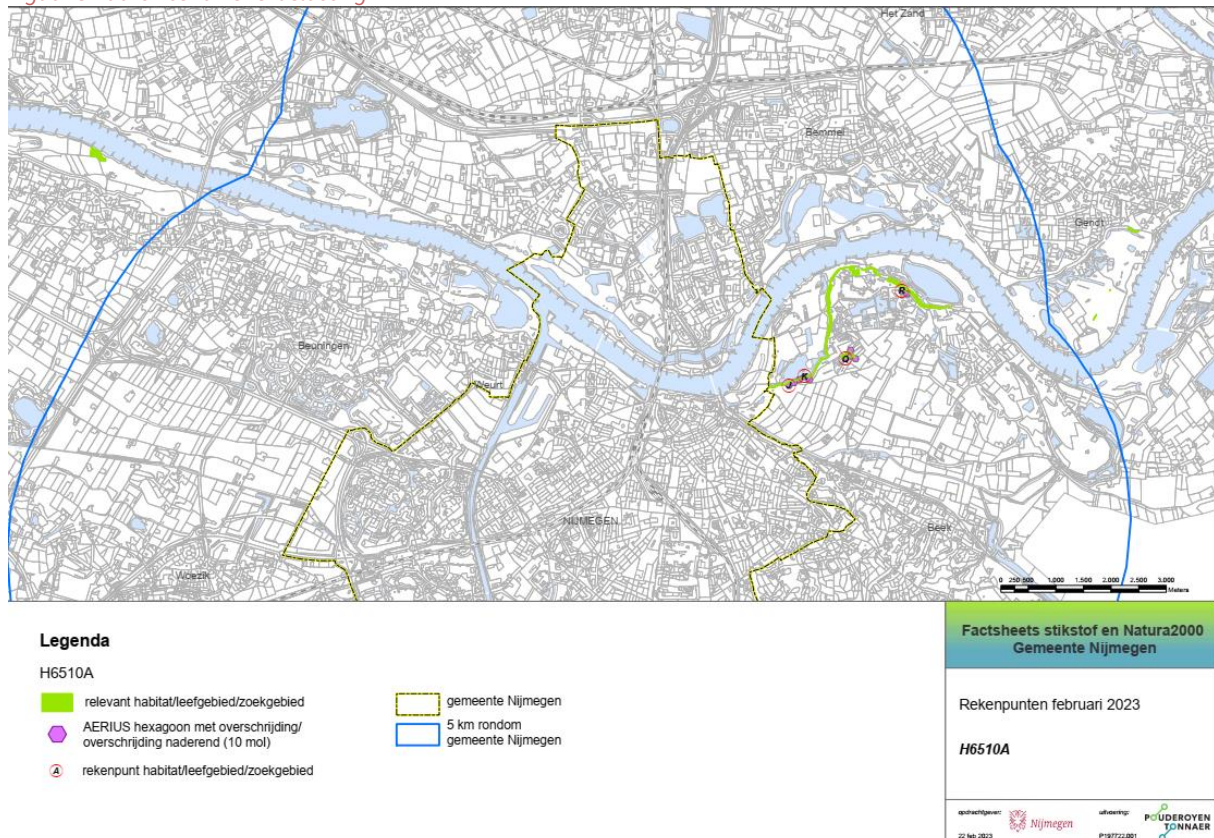 Het Zand
Bemmel
Gendt
R
Q
K
J
Beuningen
Weurt
NIJMEGEN
Beek
Woezik
0 250 500 1.000 1.500 2.000 2.500 3.000
Meters
Legenda
H6510A
relevant habitat/leefgebied/zoekgebied
AERIUS hexagoon met overschrijding/
overschrijding naderend (10 mol)
A rekenpunt habitat/leefgebied/zoekgebied
gemeente Nijmegen
5 km rondom
gemeente Nijmegen
Factsheets stikstof en Natura2000
Gemeente Nijmegen
Rekenpunten februari 2023
H6510A
opdrachtgever:
Nijmegen
22 feb 2023
uitvoering:
POUDEROYEN
TONNAER
P197722.001